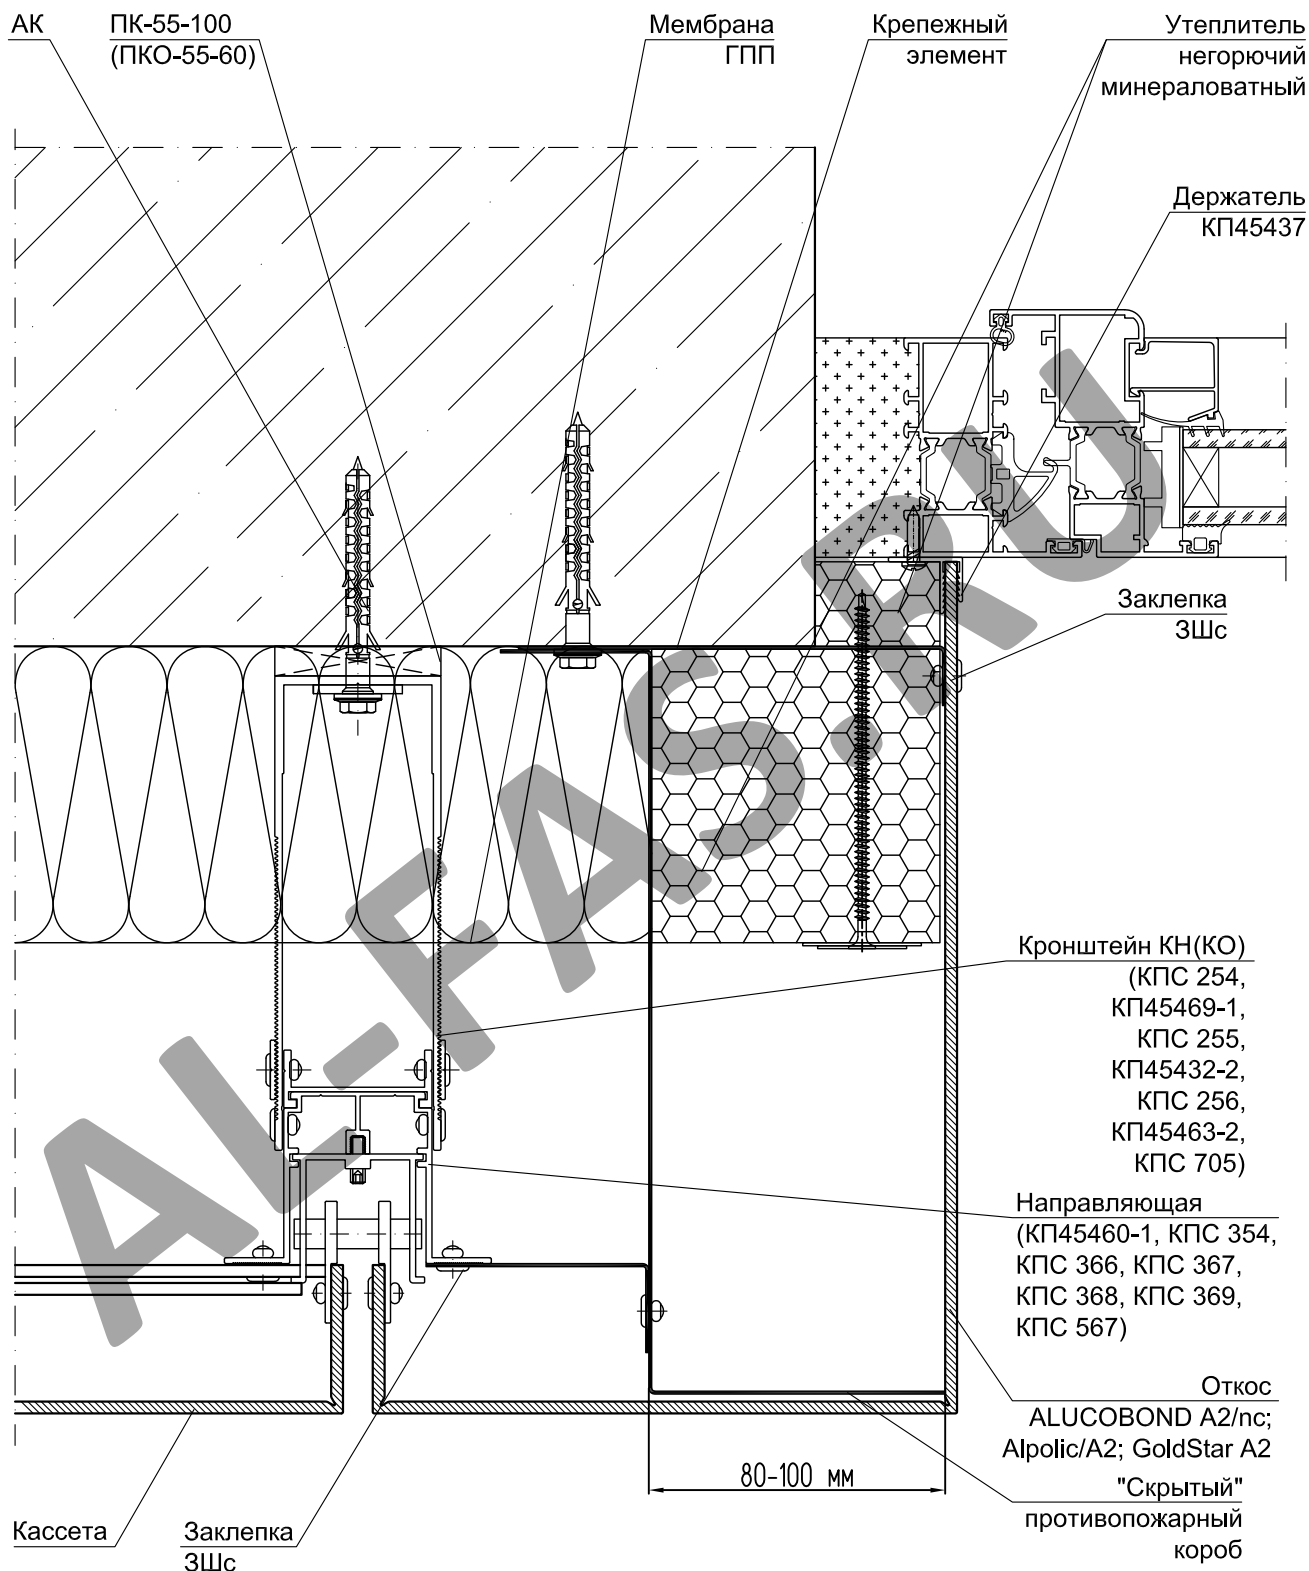 АК
ПК-55-100
(ПКО-55-60)
Мембрана
ГПП
Крепежный
элемент
Утеплитель
негорючий
минераловатный
Держатель
КП45437
Заклепка
ЗШс
Кронштейн КН(КО)
(КПС 254,
КП45469-1,
КПС 255,
КП45432-2,
КПС 256,
КП45463-2,
КПС 705)
Направляющая
(КП45460-1, КПС 354,
КПС 366, КПС 367,
КПС 368, КПС 369,
КПС 567)
Откос
ALUCOBOND A2/nc;
Alpolic/A2; GoldStar A2
"Скрытый"
противопожарный
короб
80-100 мм
Кассета
Заклепка
ЗШс
AL-FAS.RU